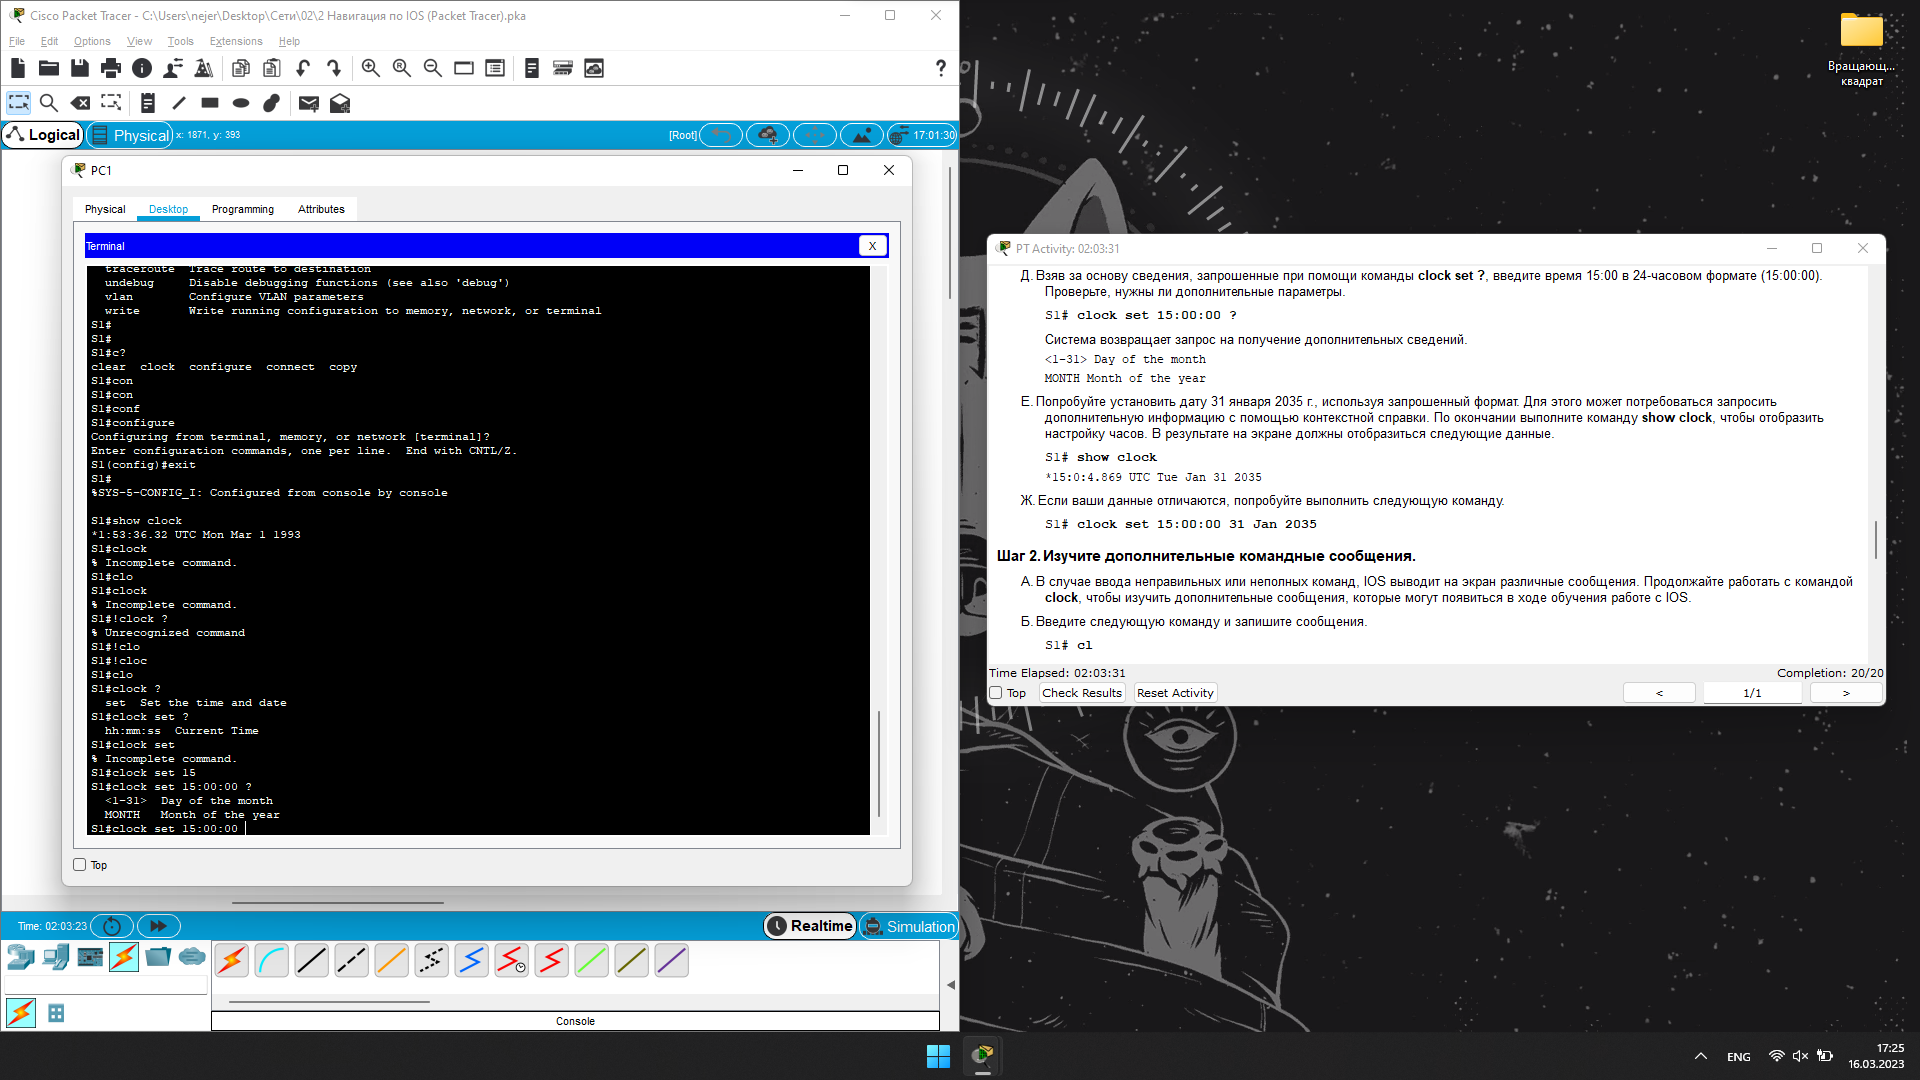 Cisco Packet Tracer - C:\Users\nejer\Desktop\Сети\02\2 Навигация по IOS (Packet Tracer).pka
File Edit Options View Tools Extensions Help
?
Logical Physical x: 1871, y: 393 [Root] 17:01:30
PC1
Physical Desktop Programming Attributes
Terminal X
traceroute  Trace route to destination
undebug     Disable debugging functions (see also 'debug')
vlan        Configure VLAN parameters
write       Write running configuration to memory, network, or terminal
S1#
S1#
S1#c?
clear  clock  configure  connect  copy
S1#con
S1#con
S1#conf
S1#configure
Configuring from terminal, memory, or network [terminal]?
Enter configuration commands, one per line.  End with CNTL/Z.
S1(config)#exit
S1#
%SYS-5-CONFIG_I: Configured from console by console
S1#show clock
*1:53:36.32 UTC Mon Mar 1 1993
S1#clock
% Incomplete command.
S1#clo
S1#clock
% Incomplete command.
S1#!clock ?
% Unrecognized command
S1#!clo
S1#!cloc
S1#clo
S1#clock ?
set  Set the time and date
S1#clock set ?
hh:mm:ss  Current Time
S1#clock set
% Incomplete command.
S1#clock set 15
S1#clock set 15:00:00 ?
<1-31>  Day of the month
MONTH   Month of the year
S1#clock set 15:00:00
Top
Time: 02:03:23 Realtime Simulation
Console
Вращающ...
квадрат
PT Activity: 02:03:31
Д. Взяв за основу сведения, запрошенные при помощи команды clock set ?, введите время 15:00 в 24-часовом формате (15:00:00).
Проверьте, нужны ли дополнительные параметры.
S1# clock set 15:00:00 ?
Система возвращает запрос на получение дополнительных сведений.
<1-31> Day of the month
MONTH Month of the year
Е. Попробуйте установить дату 31 января 2035 г., используя запрошенный формат. Для этого может потребоваться запросить
дополнительную информацию с помощью контекстной справки. По окончании выполните команду show clock, чтобы отобразить
настройку часов. В результате на экране должны отобразиться следующие данные.
S1# show clock
*15:0:4.869 UTC Tue Jan 31 2035
Ж. Если ваши данные отличаются, попробуйте выполнить следующую команду.
S1# clock set 15:00:00 31 Jan 2035
Шаг 2. Изучите дополнительные командные сообщения.
А. В случае ввода неправильных или неполных команд, IOS выводит на экран различные сообщения. Продолжайте работать с командой
clock, чтобы изучить дополнительные сообщения, которые могут появиться в ходе обучения работе с IOS.
Б. Введите следующую команду и запишите сообщения.
S1# cl
Time Elapsed: 02:03:31 Completion: 20/20
Top Check Results Reset Activity < 1/1 >
ENG 17:25
16.03.2023